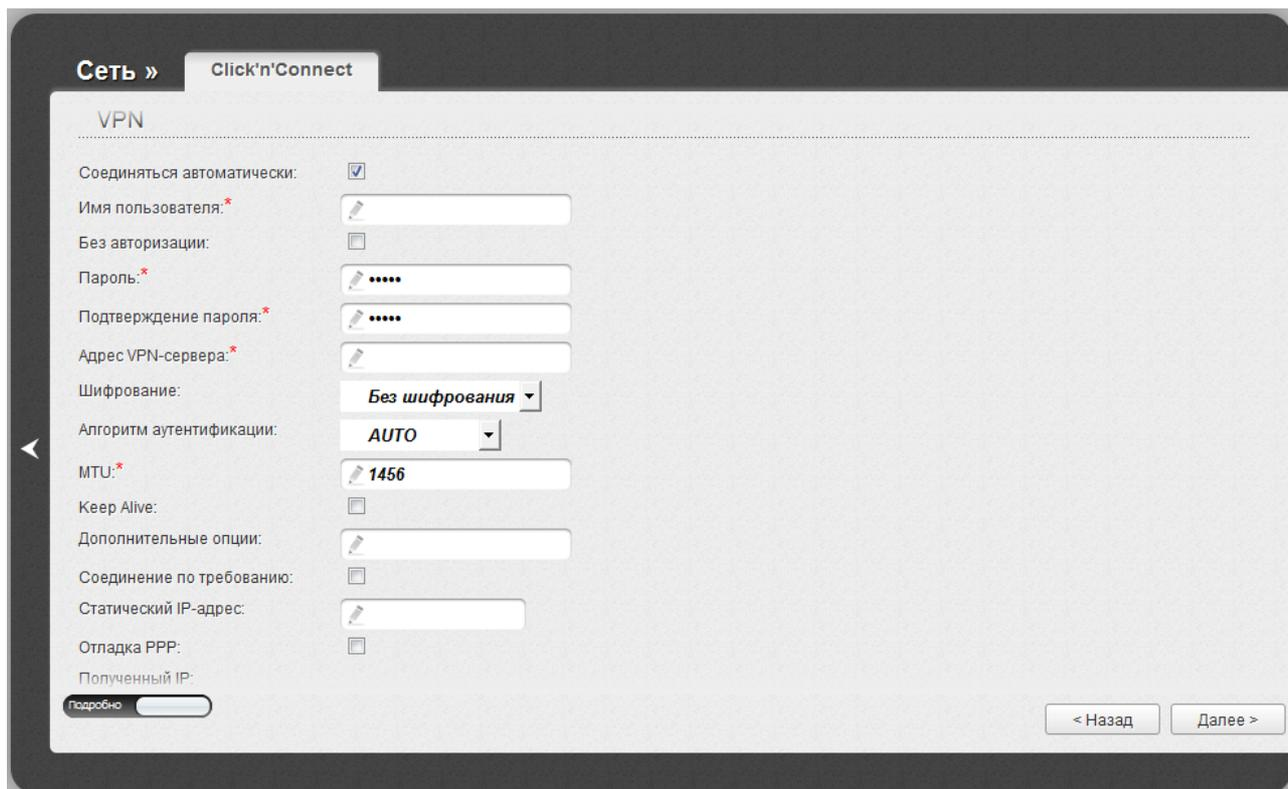 Сеть »
Click'n'Connect
VPN
Соединяться автоматически:
Имя пользователя:*
Без авторизации:
Пароль:* •••••
Подтверждение пароля:* •••••
Адрес VPN-сервера:*
Шифрование: Без шифрования
Алгоритм аутентификации: AUTO
MTU:* 1456
Keep Alive:
Дополнительные опции:
Соединение по требованию:
Статический IP-адрес:
Отладка PPP:
Полученный IP:
Подробно
< Назад
Далее >